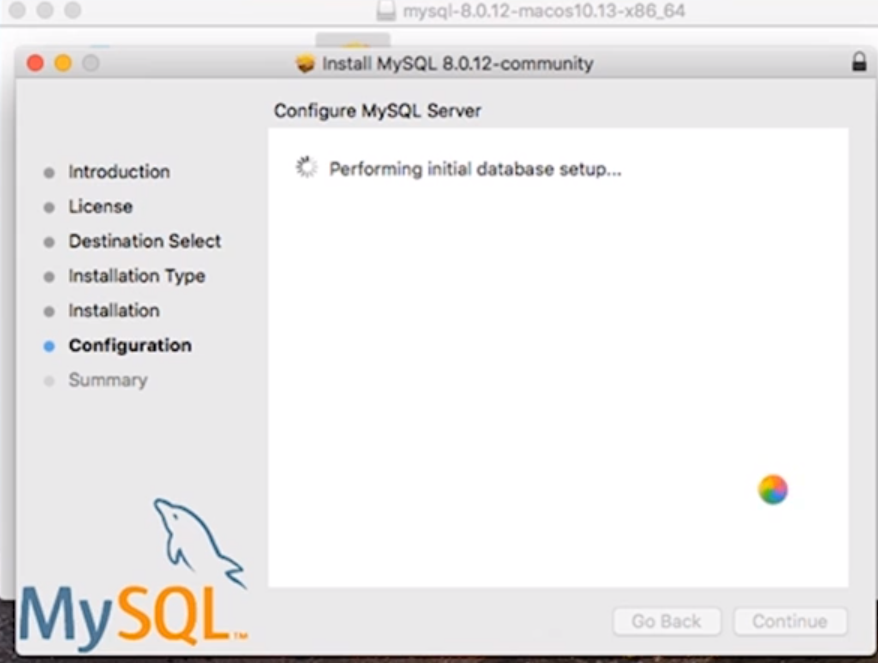 mysql-8.0.12-macos10.13-x86_64
Install MySQL 8.0.12-community
Configure MySQL Server
Performing initial database setup...
Introduction
License
Destination Select
Installation Type
Installation
Configuration
Summary
MySQL™
Go Back
Continue